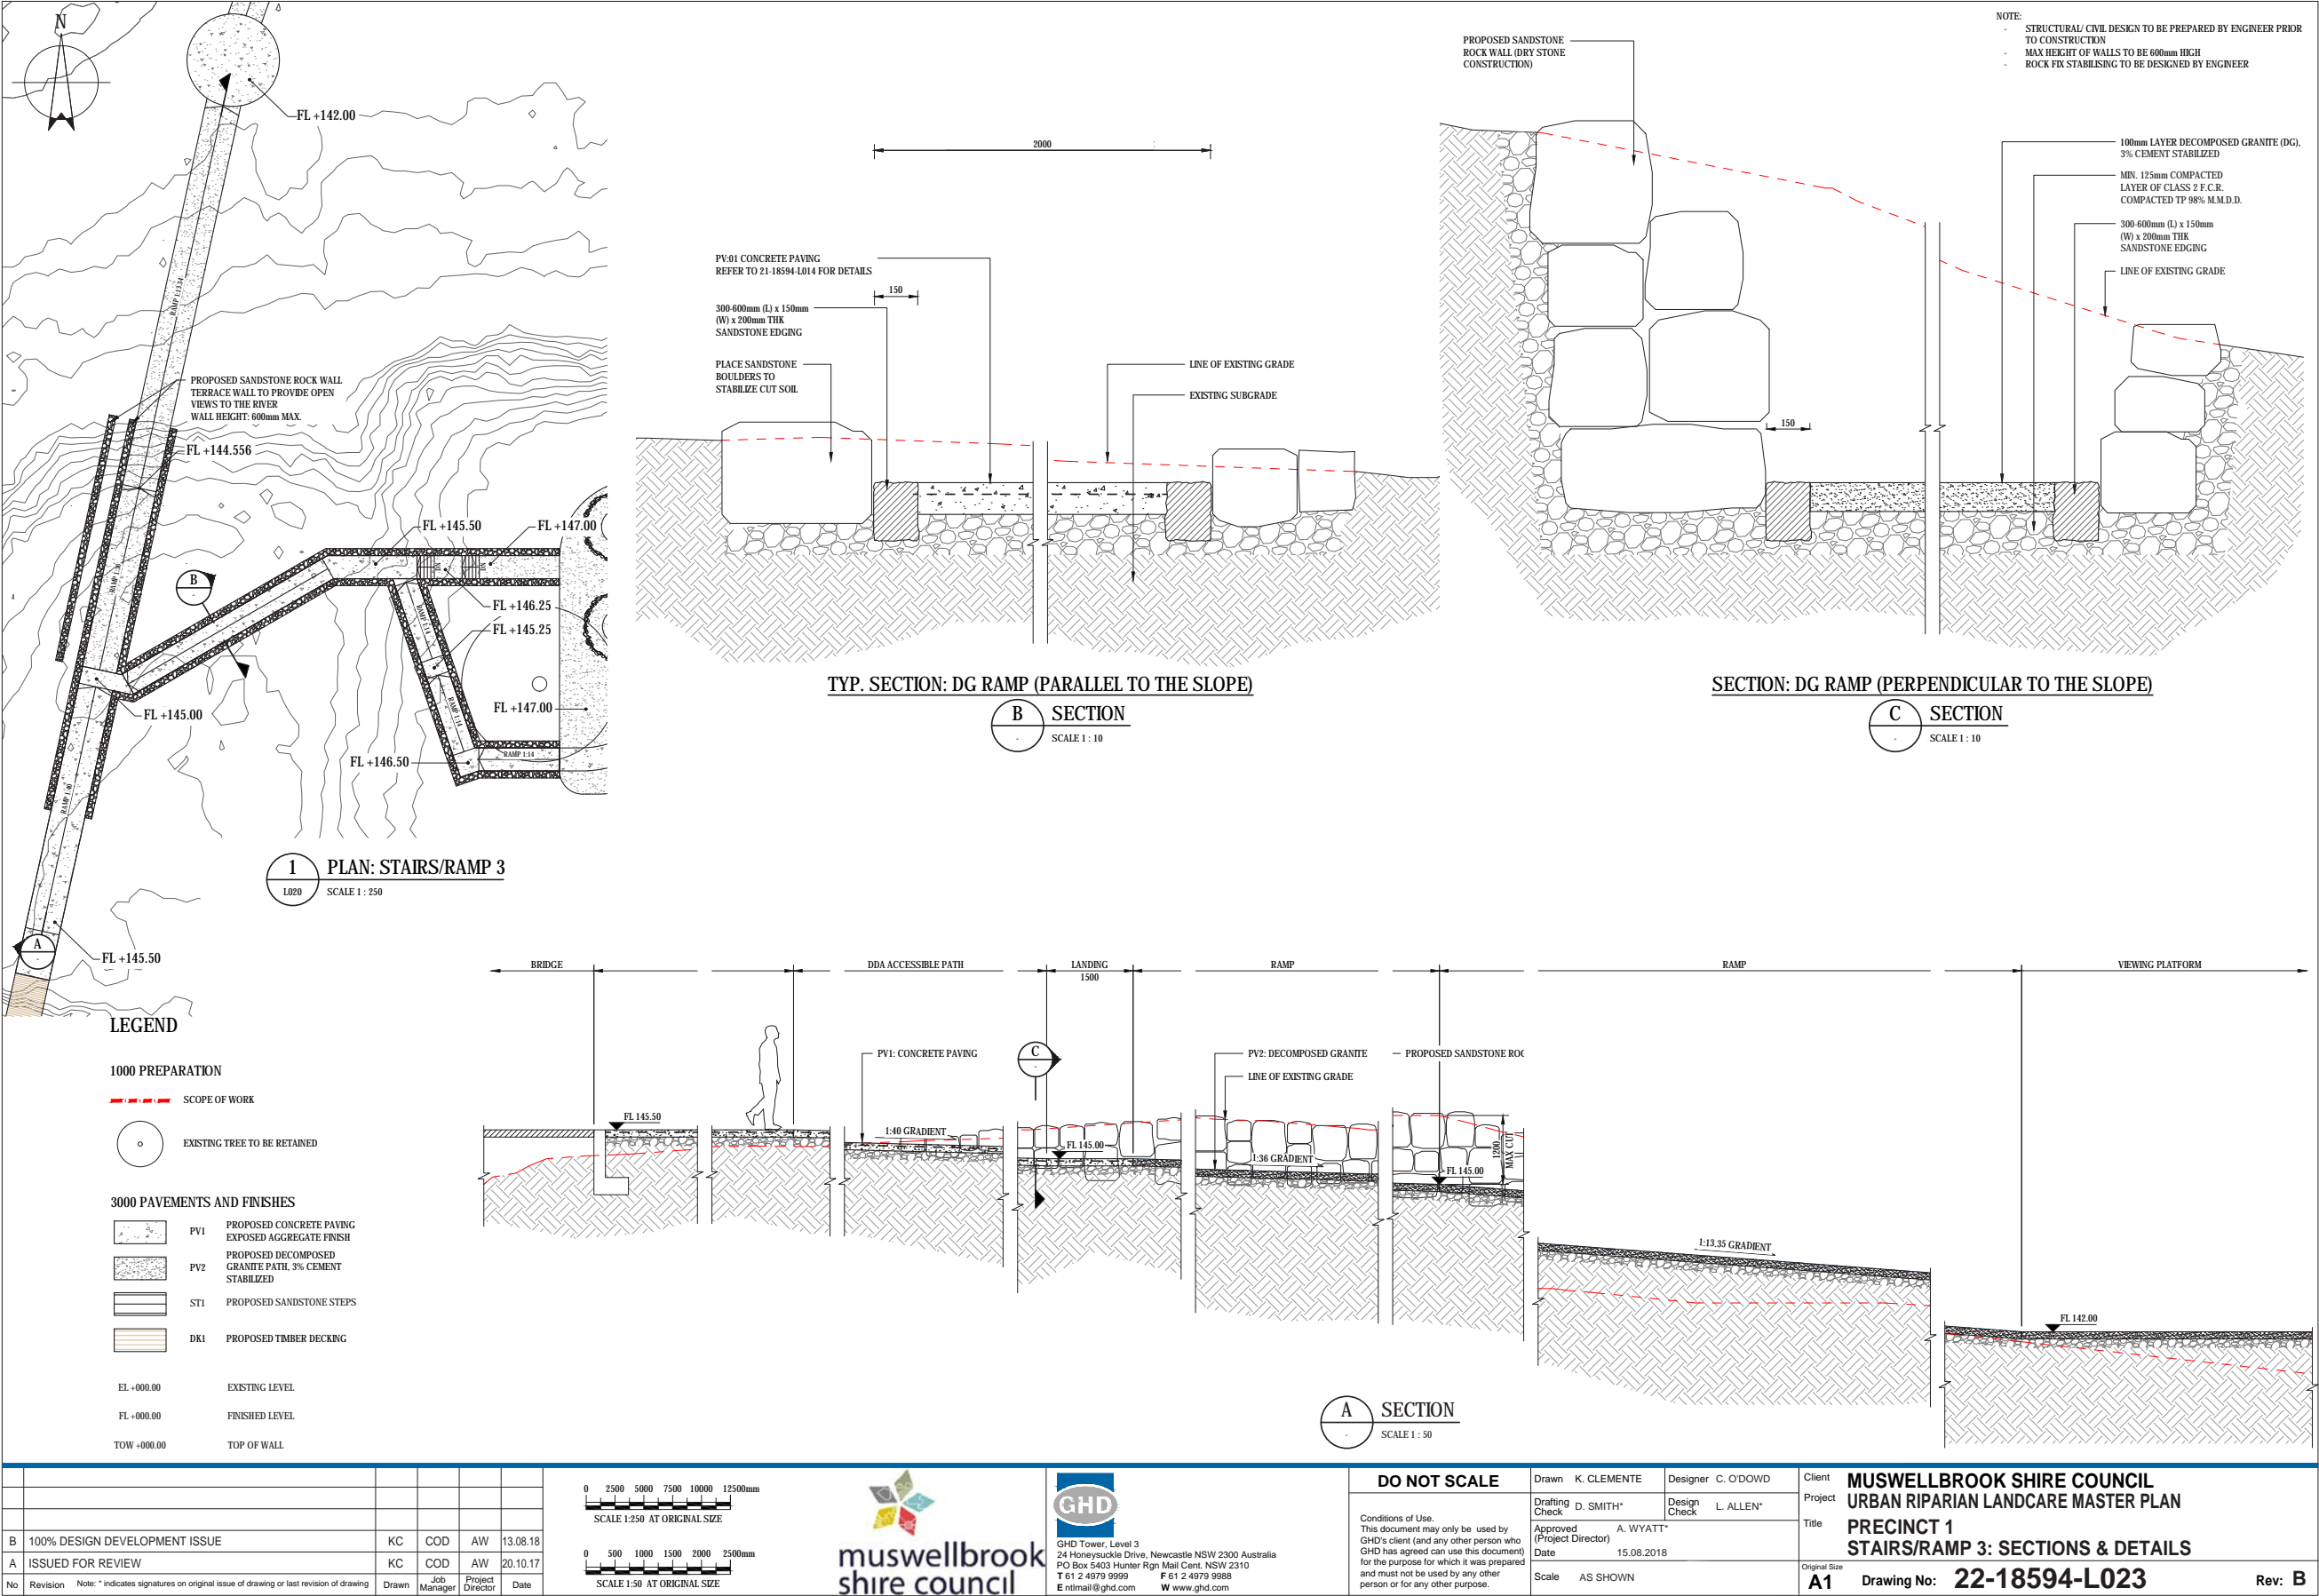 N
FL +142.00
RAMP 1:13.34
PROPOSED SANDSTONE ROCK WALL
TERRACE WALL TO PROVIDE OPEN
VIEWS TO THE RIVER
WALL HEIGHT: 600mm MAX.
FL +144.556
FL +145.50
FL +147.00
DN
DN
B
-
FL +146.25
FL +145.25
RAMP 1:14
RAMP 1:14
FL +147.00
FL +145.00
FL +146.50
RAMP 1:14
RAMP 1:40
1
L020
PLAN: STAIRS/RAMP 3
SCALE 1 : 250
A
-
FL +145.50
2000
PV:01 CONCRETE PAVING
REFER TO 21-18594-L014 FOR DETAILS
150
300-600mm (L) x 150mm
(W) x 200mm THK
SANDSTONE EDGING
PLACE SANDSTONE
BOULDERS TO
STABILIZE CUT SOIL
LINE OF EXISTING GRADE
EXISTING SUBGRADE
TYP. SECTION: DG RAMP (PARALLEL TO THE SLOPE)
B
-
SECTION
SCALE 1 : 10
NOTE:
- STRUCTURAL/ CIVIL DESIGN TO BE PREPARED BY ENGINEER PRIOR
TO CONSTRUCTION
- MAX HEIGHT OF WALLS TO BE 600mm HIGH
- ROCK FIX STABILISING TO BE DESIGNED BY ENGINEER
PROPOSED SANDSTONE
ROCK WALL (DRY STONE
CONSTRUCTION)
100mm LAYER DECOMPOSED GRANITE (DG),
3% CEMENT STABILIZED
MIN. 125mm COMPACTED
LAYER OF CLASS 2 F.C.R.
COMPACTED TP 98% M.M.D.D.
300-600mm (L) x 150mm
(W) x 200mm THK
SANDSTONE EDGING
LINE OF EXISTING GRADE
150
SECTION: DG RAMP (PERPENDICULAR TO THE SLOPE)
C
-
SECTION
SCALE 1 : 10
LEGEND
1000 PREPARATION
SCOPE OF WORK
EXISTING TREE TO BE RETAINED
3000 PAVEMENTS AND FINISHES
PV1 PROPOSED CONCRETE PAVING
EXPOSED AGGREGATE FINISH
PV2 PROPOSED DECOMPOSED
GRANITE PATH, 3% CEMENT
STABILIZED
ST1 PROPOSED SANDSTONE STEPS
DK1 PROPOSED TIMBER DECKING
EL +000.00 EXISTING LEVEL
FL +000.00 FINISHED LEVEL
TOW +000.00 TOP OF WALL
BRIDGE
DDA ACCESSIBLE PATH
LANDING
1500
RAMP
RAMP
VIEWING PLATFORM
PV1: CONCRETE PAVING
C
-
PV2: DECOMPOSED GRANITE
PROPOSED SANDSTONE ROC
LINE OF EXISTING GRADE
FL 145.50
1:40 GRADIENT
FL 145.00
1:36 GRADIENT
FL 145.00
1200
MAX CUT
1:13.35 GRADIENT
FL 142.00
A
-
SECTION
SCALE 1 : 50
B 100% DESIGN DEVELOPMENT ISSUE KC COD AW 13.08.18
A ISSUED FOR REVIEW KC COD AW 20.10.17
No Revision Note: * indicates signatures on original issue of drawing or last revision of drawing Drawn Job Manager Project Director Date
0 2500 5000 7500 10000 12500mm
SCALE 1:250 AT ORIGINAL SIZE
0 500 1000 1500 2000 2500mm
SCALE 1:50 AT ORIGINAL SIZE
muswellbrook
shire council
GHD
GHD Tower, Level 3
24 Honeysuckle Drive, Newcastle NSW 2300 Australia
PO Box 5403 Hunter Rgn Mail Cent. NSW 2310
T 61 2 4979 9999 F 61 2 4979 9988
E ntlmail@ghd.com W www.ghd.com
DO NOT SCALE
Conditions of Use.
This document may only be used by
GHD's client (and any other person who
GHD has agreed can use this document)
for the purpose for which it was prepared
and must not be used by any other
person or for any other purpose.
Drawn K. CLEMENTE
Designer C. O'DOWD
Drafting Check D. SMITH*
Design Check L. ALLEN*
Approved (Project Director) A. WYATT*
Date 15.08.2018
Scale AS SHOWN
Client MUSWELLBROOK SHIRE COUNCIL
Project URBAN RIPARIAN LANDCARE MASTER PLAN
Title PRECINCT 1
STAIRS/RAMP 3: SECTIONS & DETAILS
Original Size
A1
Drawing No: 22-18594-L023
Rev: B